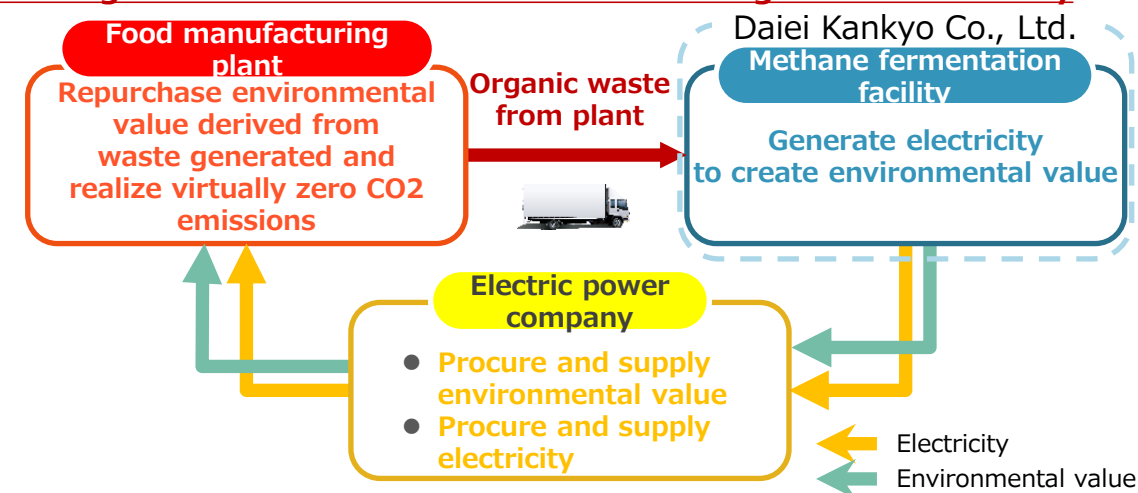 Daiei Kankyo Co., Ltd.
Food manufacturing
plant
Repurchase environmental
value derived from
waste generated and
realize virtually zero CO2
emissions
Organic waste
from plant
Methane fermentation
facility
Generate electricity
to create environmental value
Electric power
company
● Procure and supply
environmental value
● Procure and supply
electricity
Electricity
Environmental value